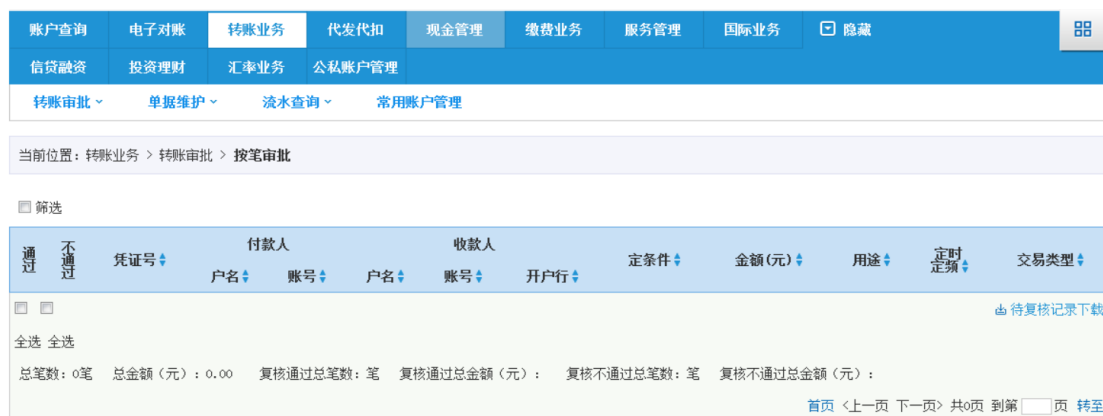 账户查询 电子对账 转账业务 代发代扣 现金管理 缴费业务 服务管理 国际业务 隐藏
信贷融资 投资理财 汇率业务 公私账户管理
转账审批 单据维护 流水查询 常用账户管理
当前位置：转账业务 > 转账审批 > 按笔审批
筛选
通过 不通过 凭证号 付款人 收款人 定条件 金额(元) 用途 定时定频 交易类型
户名 账号 户名 账号 开户行
待复核记录下载
全选 全选
总笔数：0笔 总金额（元）：0.00 复核通过总笔数：笔 复核通过总金额（元）： 复核不通过总笔数：笔 复核不通过总金额（元）：
首页 <上一页 下一页> 共0页 到第 页 转至